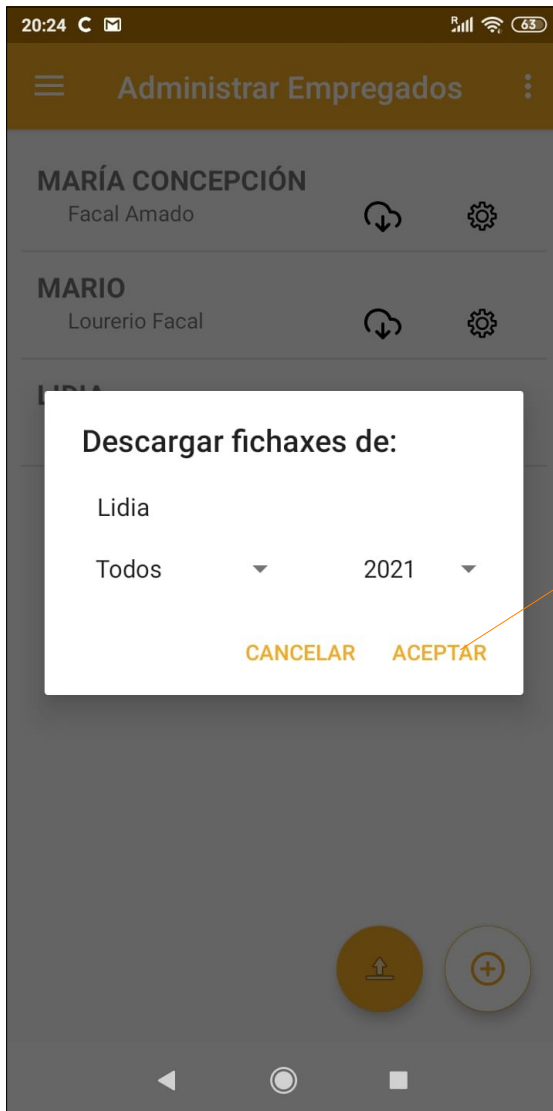 20:24 C
R 63
Administrar Empregados
MARÍA CONCEPCIÓN
Facal Amado
MARIO
Lourerio Facal
LIDIA
Descargar fichaxes de:
Lidia
Todos 2021
CANCELAR ACEPTAR